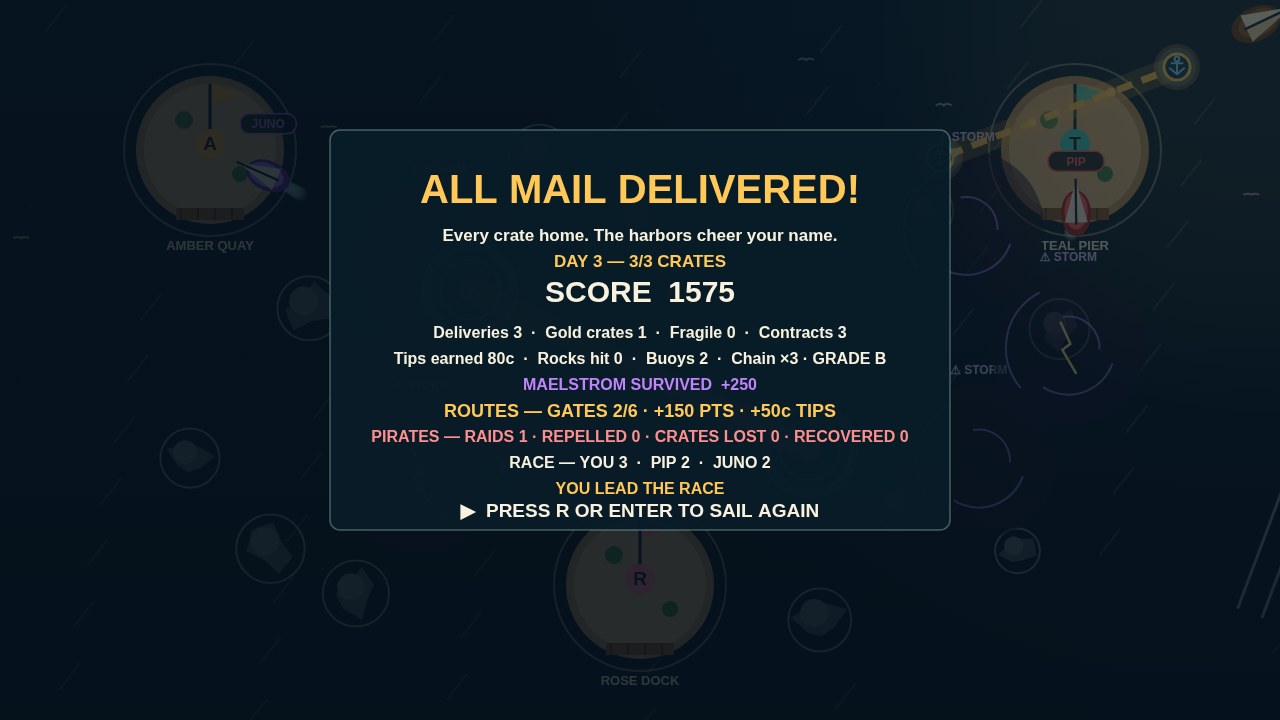 JUNO
A
AMBER QUAY
STORM
T
PIP
TEAL PIER
⚠ STORM
⚠ STORM
ALL MAIL DELIVERED!
Every crate home. The harbors cheer your name.
DAY 3 — 3/3 CRATES
SCORE 1575
Deliveries 3 · Gold crates 1 · Fragile 0 · Contracts 3
Tips earned 80c · Rocks hit 0 · Buoys 2 · Chain ×3 · GRADE B
MAELSTROM SURVIVED +250
ROUTES — GATES 2/6 · +150 PTS · +50c TIPS
PIRATES — RAIDS 1 · REPELLED 0 · CRATES LOST 0 · RECOVERED 0
RACE — YOU 3 · PIP 2 · JUNO 2
YOU LEAD THE RACE
▶ PRESS R OR ENTER TO SAIL AGAIN
R
ROSE DOCK